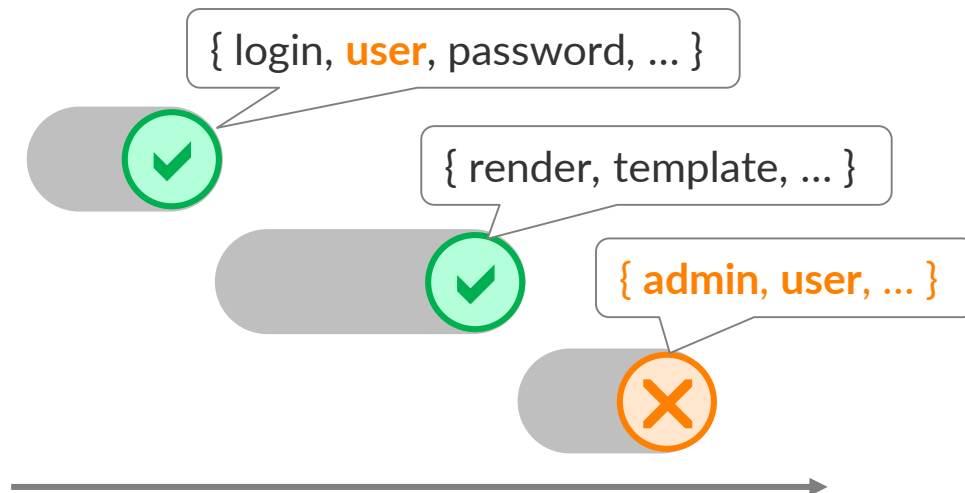 { login, user, password, ... }
{ render, template, ... }
{ admin, user, ... }